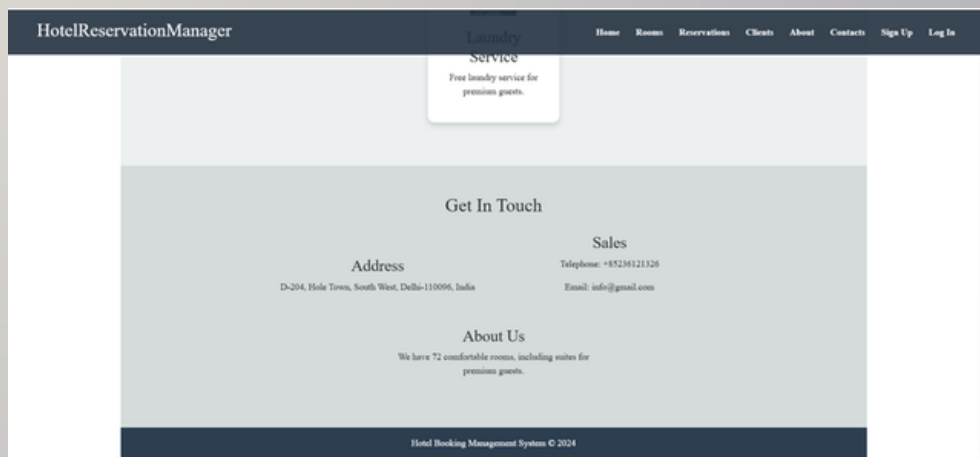 HotelReservationManager
Home Rooms Reservations Clients About Contacts Sign Up Log In
Laundry
Service
Free laundry service for
premium guests.
Get In Touch
Sales
Telephone: +85236121326
Address
D-204, Hole Town, South West, Delhi-110096, India
Email: info@gmail.com
About Us
We have 72 comfortable rooms, including suites for
premium guests.
Hotel Booking Management System © 2024